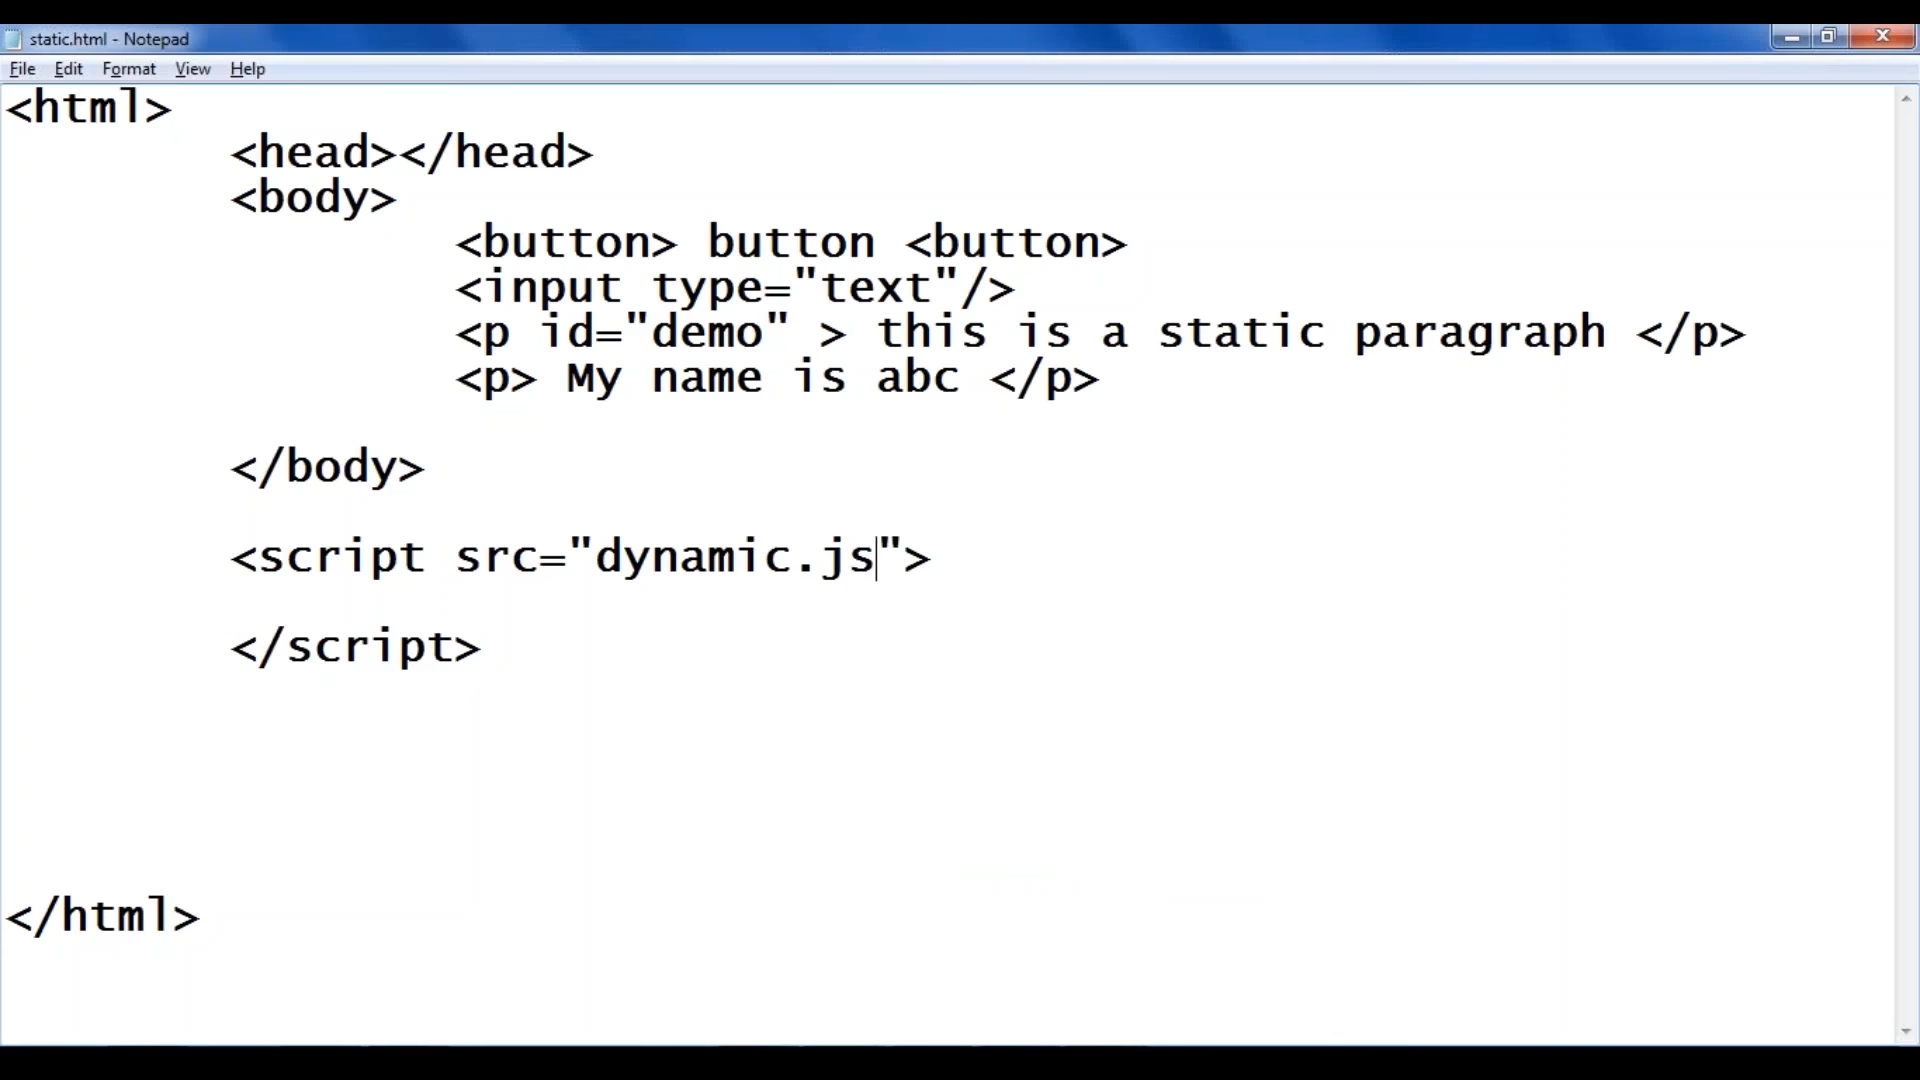 static.html - Notepad
File Edit Format View Help
<html>
<head></head>
<body>
<button> button <button>
<input type="text"/>
<p id="demo" > this is a static paragraph </p>
<p> My name is abc </p>
</body>
<script src="dynamic.js">
</script>
</html>